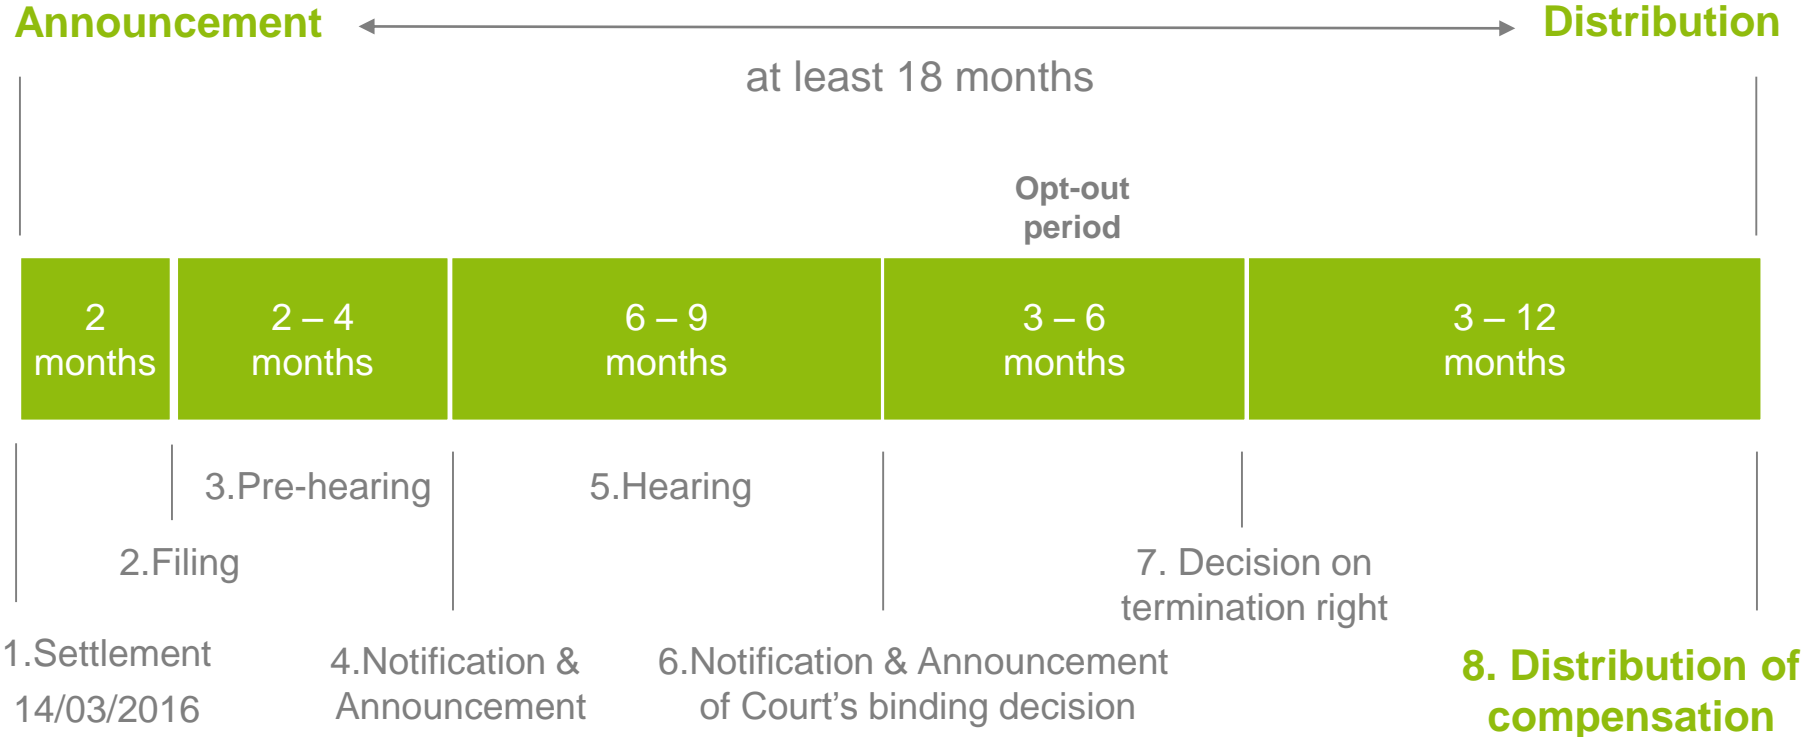 Announcement
Distribution
at least 18 months
Opt-out
period
2
months
2 – 4
months
6 – 9
months
3 – 6
months
3 – 12
months
3.Pre-hearing
5.Hearing
2.Filing
7. Decision on
termination right
1.Settlement
14/03/2016
4.Notification &
Announcement
6.Notification & Announcement
of Court’s binding decision
8. Distribution of
compensation